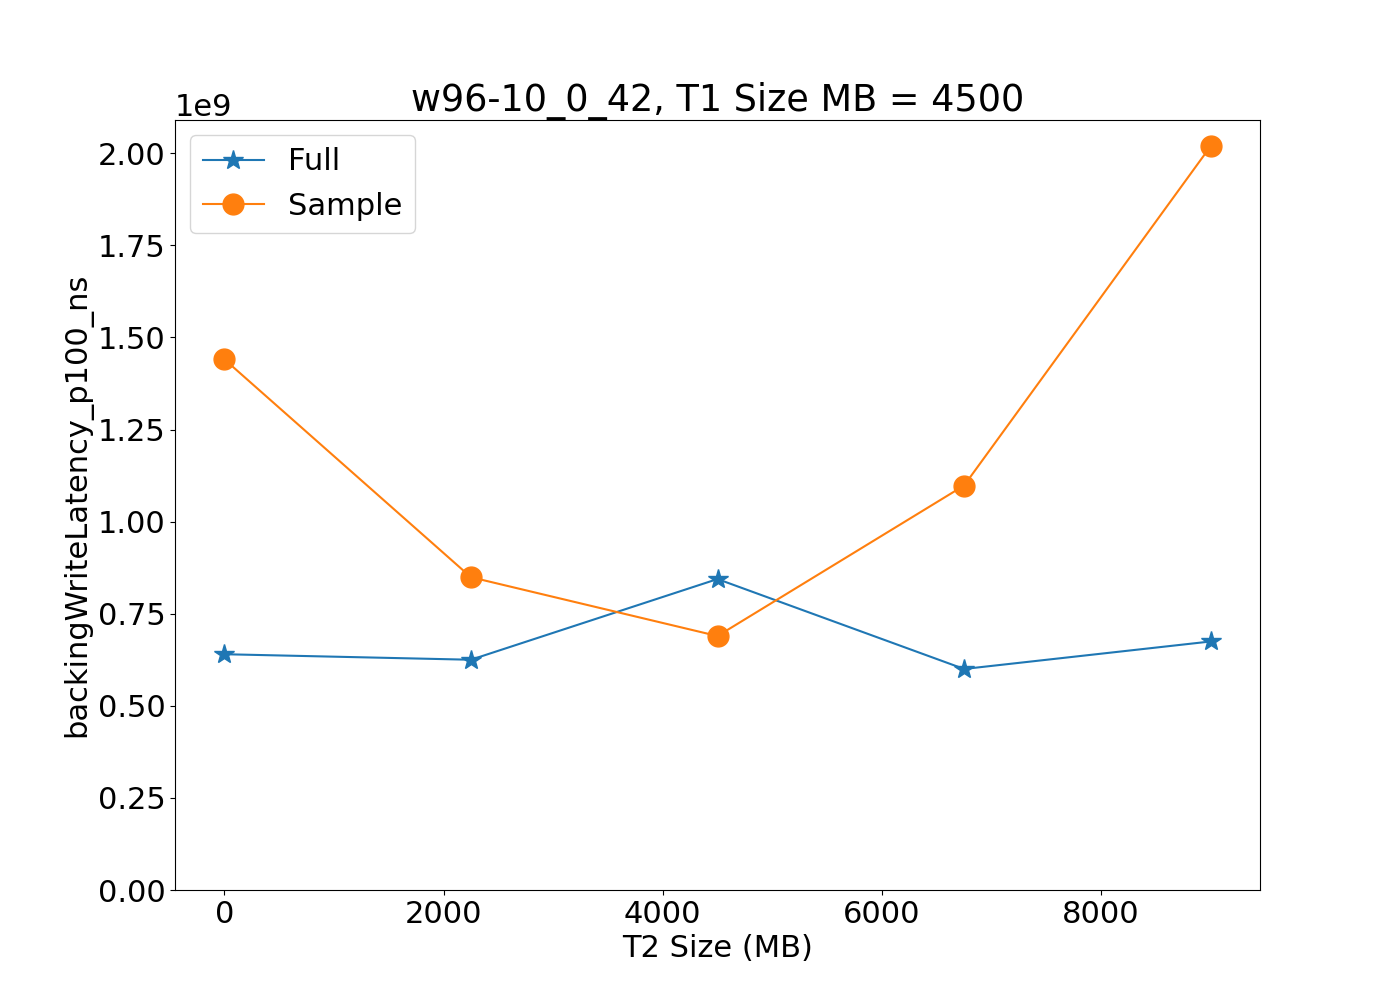 w96-10_0_42, T1 Size MB = 4500
1e9
Full
Sample
2.00
1.75
1.50
1.25
1.00
0.75
0.50
0.25
0.00
backingWriteLatency_p100_ns
0 2000 4000 6000 8000
T2 Size (MB)